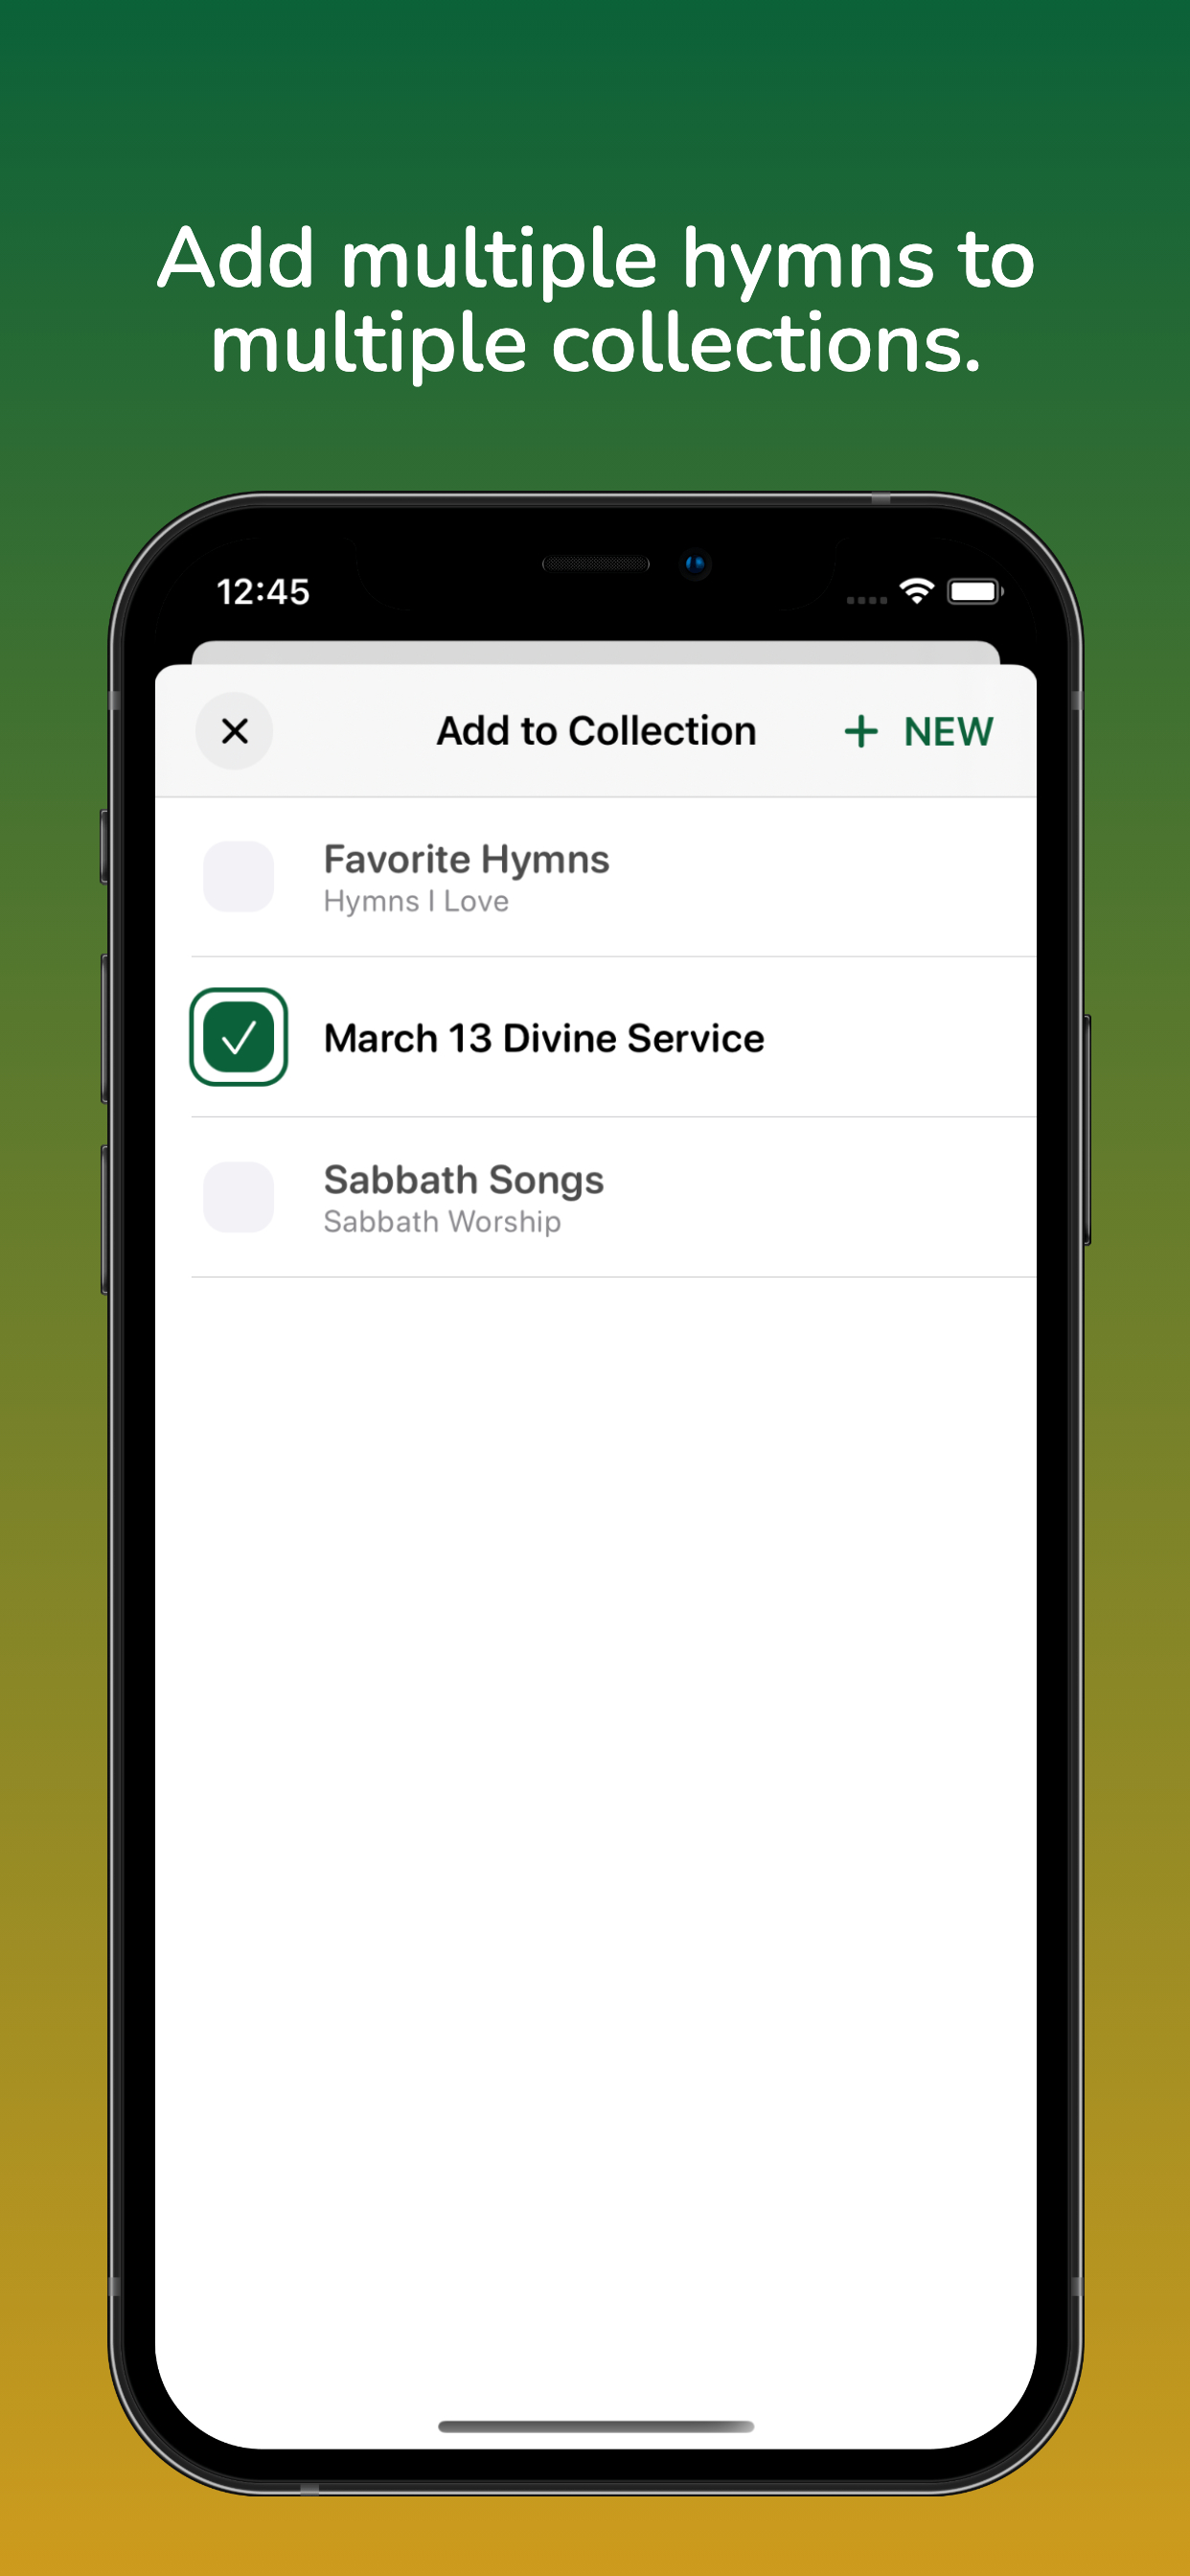 Add multiple hymns to
multiple collections.
12:45
Add to Collection
+ NEW
Favorite Hymns
Hymns I Love
March 13 Divine Service
Sabbath Songs
Sabbath Worship